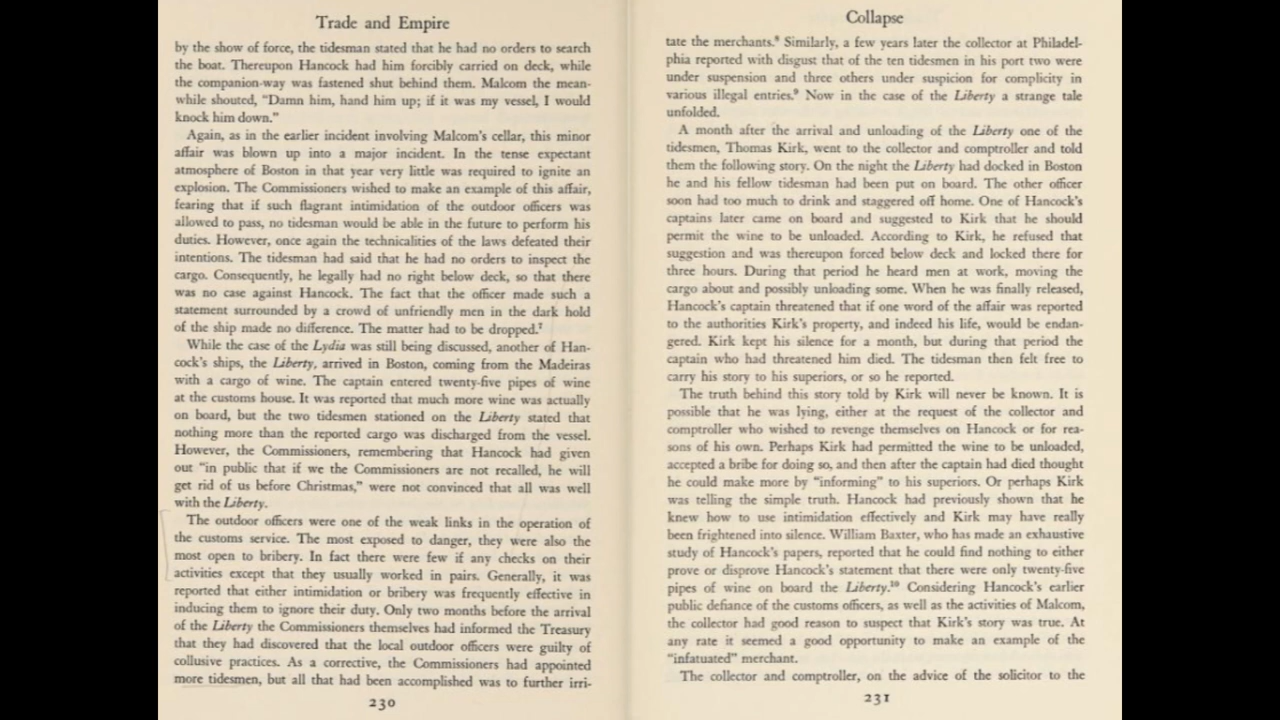 Trade and Empire
by the show of force, the tidesman stated that he had no orders to search
the boat. Thereupon Hancock had him forcibly carried on deck, while
the companion-way was fastened shut behind them. Malcom the mean-
while shouted, “Damn him, hand him up; if it was my vessel, I would
knock him down.”
Again, as in the earlier incident involving Malcom's cellar, this minor
affair was blown up into a major incident. In the tense expectant
atmosphere of Boston in that year very little was required to ignite an
explosion. The Commissioners wished to make an example of this affair,
fearing that if such flagrant intimidation of the outdoor officers was
allowed to pass, no tidesman would be able in the future to perform his
duties. However, once again the technicalities of the laws defeated their
intentions. The tidesman had said that he had no orders to inspect the
cargo. Consequently, he legally had no right below deck, so that there
was no case against Hancock. The fact that the officer made such a
statement surrounded by a crowd of unfriendly men in the dark hold
of the ship made no difference. The matter had to be dropped.⁷
While the case of the Lydia was still being discussed, another of Han-
cock's ships, the Liberty, arrived in Boston, coming from the Madeiras
with a cargo of wine. The captain entered twenty-five pipes of wine
at the customs house. It was reported that much more wine was actually
on board, but the two tidesmen stationed on the Liberty stated that
nothing more than the reported cargo was discharged from the vessel.
However, the Commissioners, remembering that Hancock had given
out “in public that if we the Commissioners are not recalled, he will
get rid of us before Christmas,” were not convinced that all was well
with the Liberty.
The outdoor officers were one of the weak links in the operation of
the customs service. The most exposed to danger, they were also the
most open to bribery. In fact there were few if any checks on their
activities except that they usually worked in pairs. Generally, it was
reported that either intimidation or bribery was frequently effective in
inducing them to ignore their duty. Only two months before the arrival
of the Liberty the Commissioners themselves had informed the Treasury
that they had discovered that the local outdoor officers were guilty of
collusive practices. As a corrective, the Commissioners had appointed
more tidesmen, but all that had been accomplished was to further irri-
230
Collapse
tate the merchants.⁸ Similarly, a few years later the collector at Philadel-
phia reported with disgust that of the ten tidesmen in his port two were
under suspension and three others under suspicion for complicity in
various illegal entries.⁹ Now in the case of the Liberty a strange tale
unfolded.
A month after the arrival and unloading of the Liberty one of the
tidesmen, Thomas Kirk, went to the collector and comptroller and told
them the following story. On the night the Liberty had docked in Boston
he and his fellow tidesman had been put on board. The other officer
soon had too much to drink and staggered off home. One of Hancock's
captains later came on board and suggested to Kirk that he should
permit the wine to be unloaded. According to Kirk, he refused that
suggestion and was thereupon forced below deck and locked there for
three hours. During that period he heard men at work, moving the
cargo about and possibly unloading some. When he was finally released,
Hancock's captain threatened that if one word of the affair was reported
to the authorities Kirk's property, and indeed his life, would be endan-
gered. Kirk kept his silence for a month, but during that period the
captain who had threatened him died. The tidesman then felt free to
carry his story to his superiors, or so he reported.
The truth behind this story told by Kirk will never be known. It is
possible that he was lying, either at the request of the collector and
comptroller who wished to revenge themselves on Hancock or for rea-
sons of his own. Perhaps Kirk had permitted the wine to be unloaded,
accepted a bribe for doing so, and then after the captain had died thought
he could make more by “informing” to his superiors. Or perhaps Kirk
was telling the simple truth. Hancock had previously shown that he
knew how to use intimidation effectively and Kirk may have really
been frightened into silence. William Baxter, who has made an exhaustive
study of Hancock's papers, reported that he could find nothing to either
prove or disprove Hancock's statement that there were only twenty-five
pipes of wine on board the Liberty.¹⁰ Considering Hancock's earlier
public defiance of the customs officers, as well as the activities of Malcom,
the collector had good reason to suspect that Kirk's story was true. At
any rate it seemed a good opportunity to make an example of the
“infatuated” merchant.
The collector and comptroller, on the advice of the solicitor to the
231